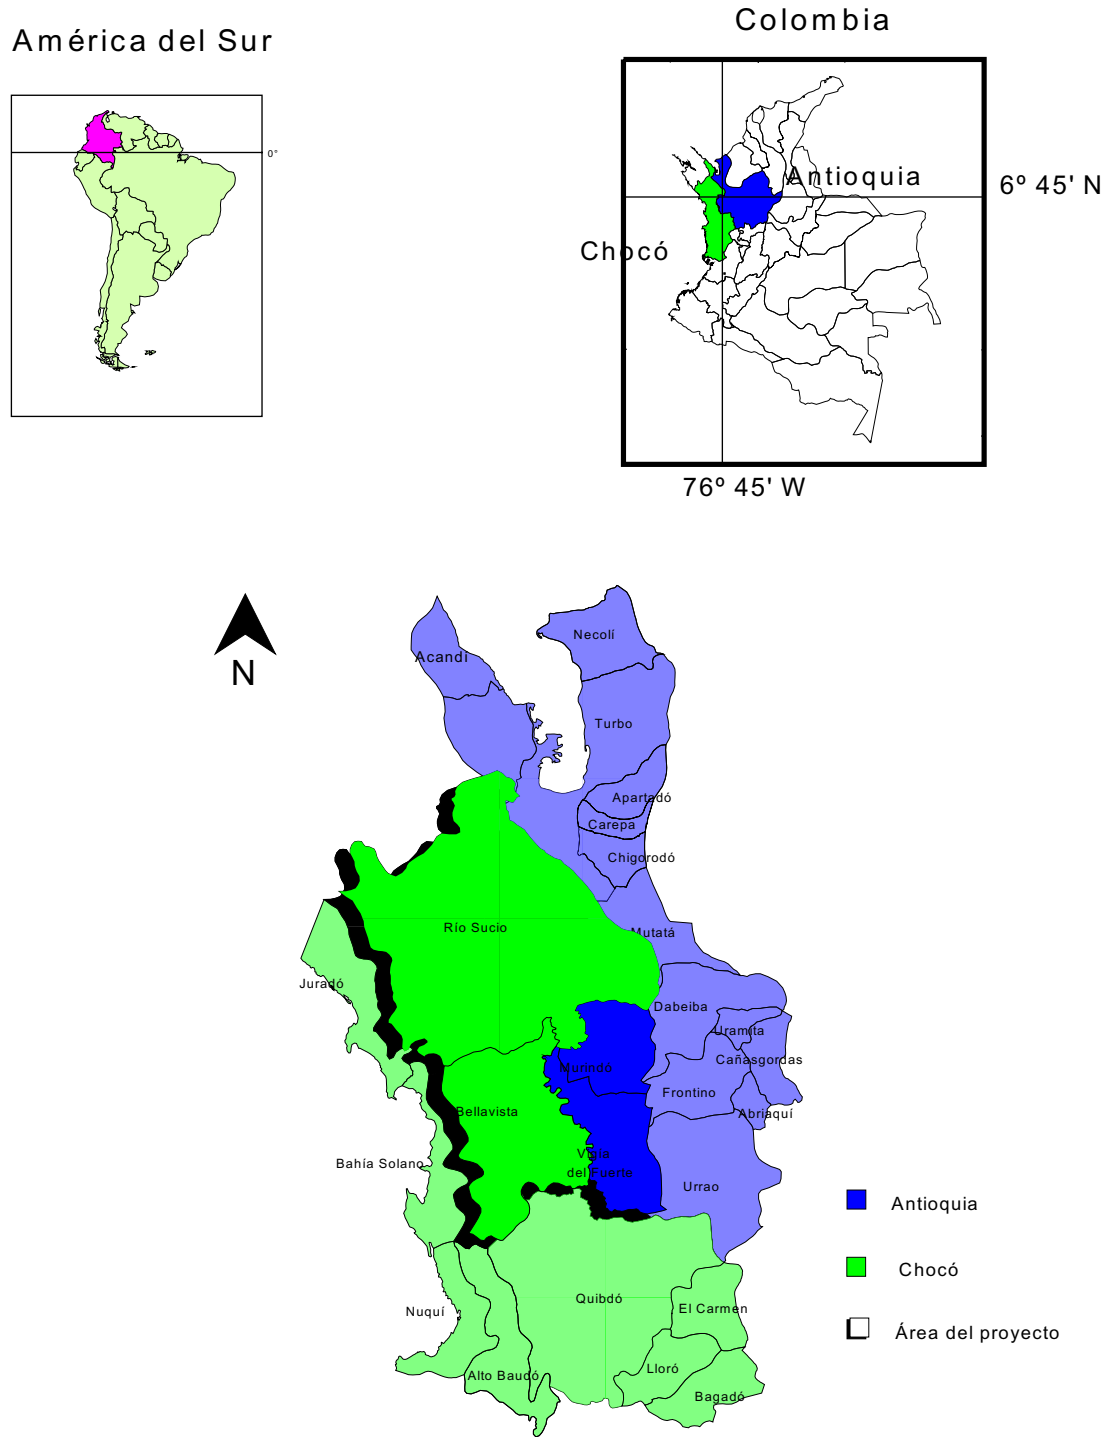 Colombia
América del Sur
0°
Antioquia
6º 45' N
Chocó
76º 45' W
N
Necolí
Acandí
Turbo
Apartadó
Carepa
Chigorodó
Río Sucio
Mutatá
Juradó
Dabeiba
Uramita
Cañasgordas
Murindó
Frontino
Bellavista
Abriaquí
Vigía
del Fuerte
Bahía Solano
Urrao
Antioquia
Chocó
Quibdó
Nuquí
El Carmen
Área del proyecto
Lloró
Alto Baudó
Bagadó